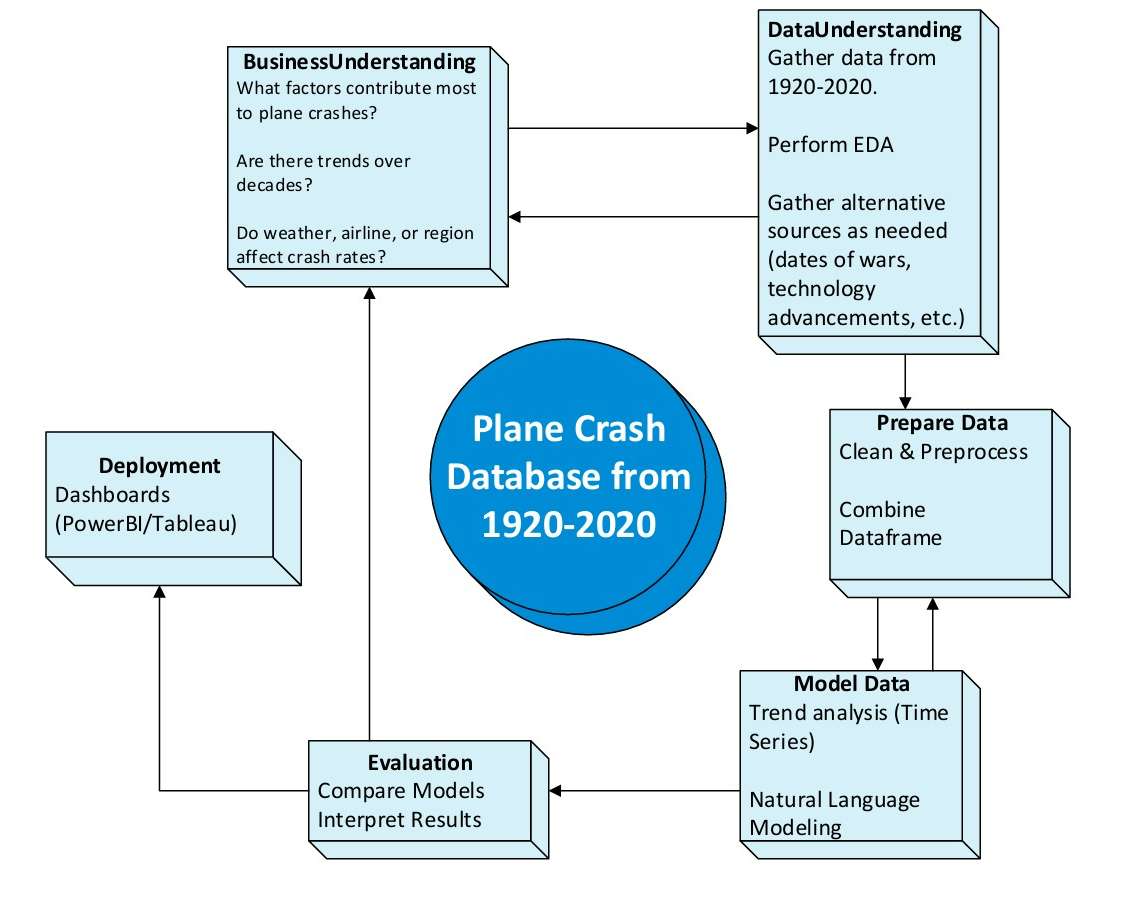 BusinessUnderstanding
What factors contribute most
to plane crashes?
Are there trends over
decades?
Do weather, airline, or region
affect crash rates?
DataUnderstanding
Gather data from
1920-2020.
Perform EDA
Gather alternative
sources as needed
(dates of wars,
technology
advancements, etc.)
Prepare Data
Clean & Preprocess
Combine
Dataframe
Model Data
Trend analysis (Time
Series)
Natural Language
Modeling
Evaluation
Compare Models
Interpret Results
Deployment
Dashboards
(PowerBI/Tableau)
Plane Crash
Database from
1920-2020